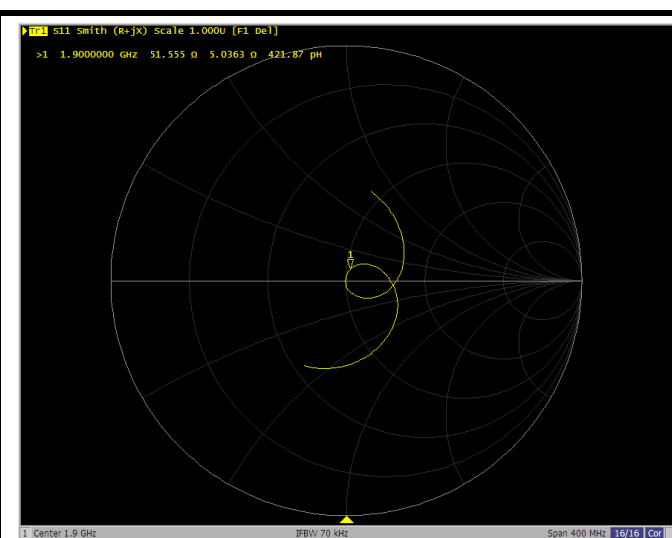 Tr1 S11 Smith (R+jX) Scale 1.000U [F1 Del]
>1 1.9000000 GHz 51.555 Ω 5.0363 Ω 421.87 pH
1
1 Center 1.9 GHz IFBW 70 kHz Span 400 MHz 16/16 Cor